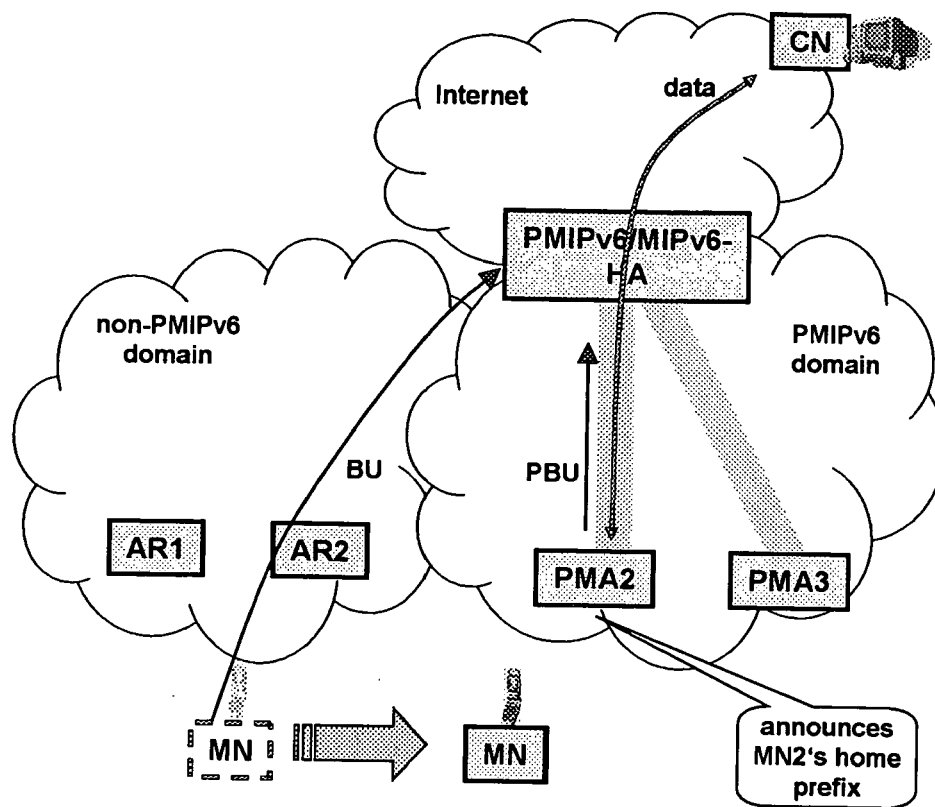 CN
Internet
data
PMIPv6/MIPv6-
HA
non-PMIPv6
domain
PMIPv6
domain
BU
PBU
AR1
AR2
PMA2
PMA3
MN
MN
announces
MN2's home
prefix